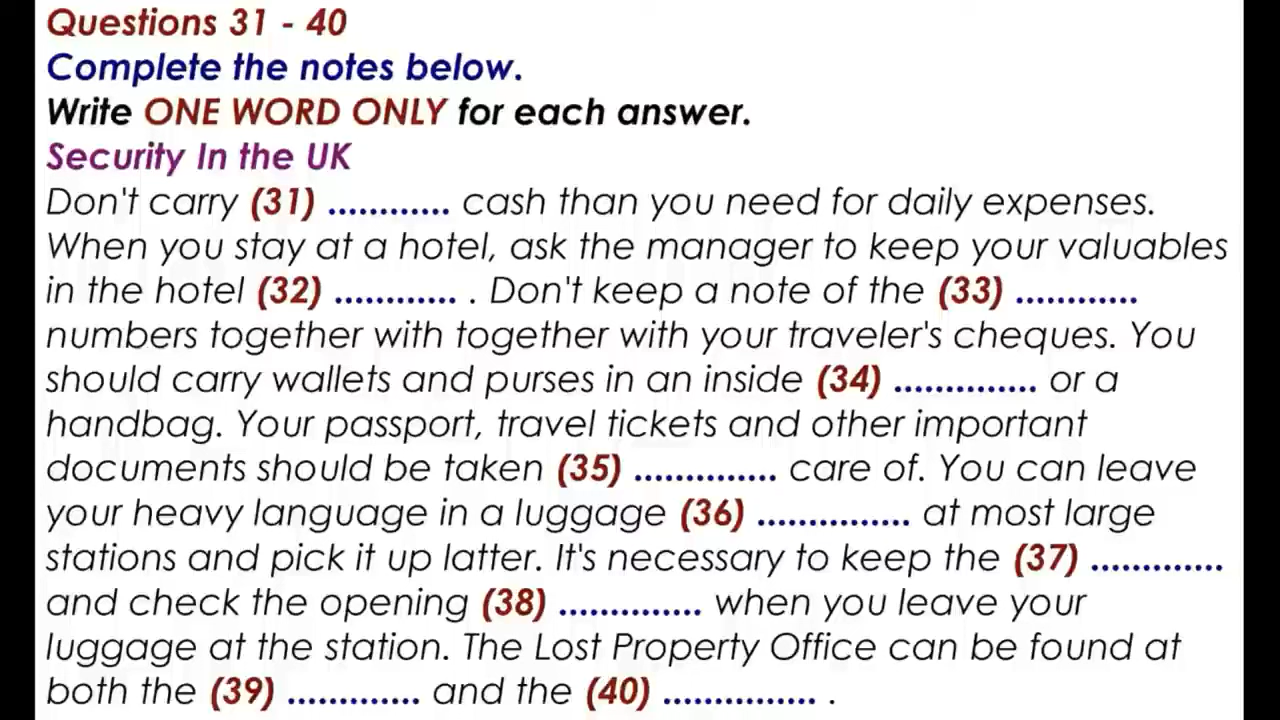 Questions 31 - 40
Complete the notes below.
Write ONE WORD ONLY for each answer.
Security In the UK
Don't carry (31) ............ cash than you need for daily expenses.
When you stay at a hotel, ask the manager to keep your valuables
in the hotel (32) ............ . Don't keep a note of the (33) ............
numbers together with together with your traveler's cheques. You
should carry wallets and purses in an inside (34) .............. or a
handbag. Your passport, travel tickets and other important
documents should be taken (35) .............. care of. You can leave
your heavy language in a luggage (36) ............... at most large
stations and pick it up latter. It's necessary to keep the (37) .............
and check the opening (38) .............. when you leave your
luggage at the station. The Lost Property Office can be found at
both the (39) ............. and the (40) ............... .